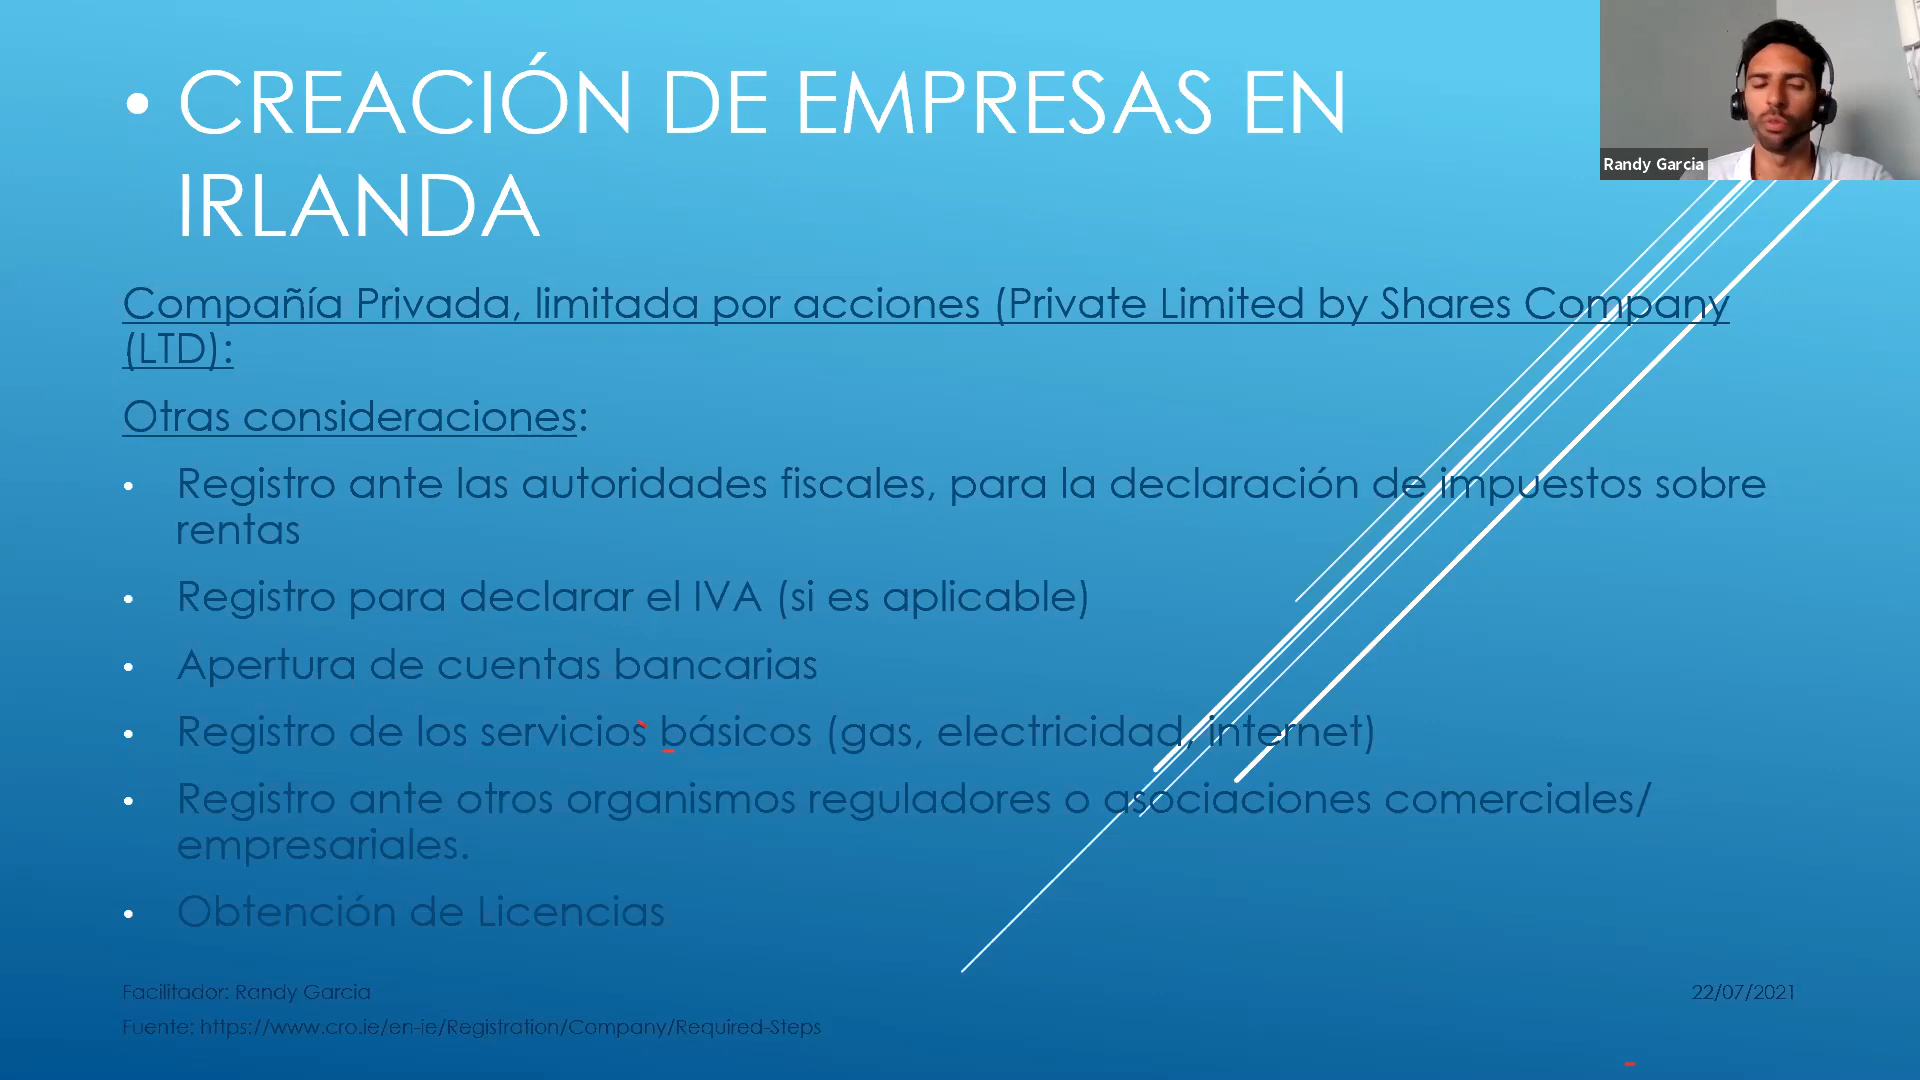 • CREACIÓN DE EMPRESAS EN
IRLANDA
Randy Garcia
Compañía Privada, limitada por acciones (Private Limited by Shares Company
(LTD):
Otras consideraciones:
• Registro ante las autoridades fiscales, para la declaración de impuestos sobre
rentas
• Registro para declarar el IVA (si es aplicable)
• Apertura de cuentas bancarias
• Registro de los servicios básicos (gas, electricidad, internet)
• Registro ante otros organismos reguladores o asociaciones comerciales/
empresariales.
• Obtención de Licencias
Facilitador: Randy Garcia
22/07/2021
Fuente: https://www.cro.ie/en-ie/Registration/Company/Required-Steps